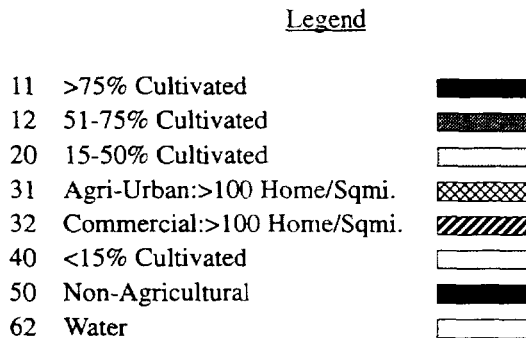 Legend
11 >75% Cultivated
12 51-75% Cultivated
20 15-50% Cultivated
31 Agri-Urban:>100 Home/Sqmi.
32 Commercial:>100 Home/Sqmi.
40 <15% Cultivated
50 Non-Agricultural
62 Water